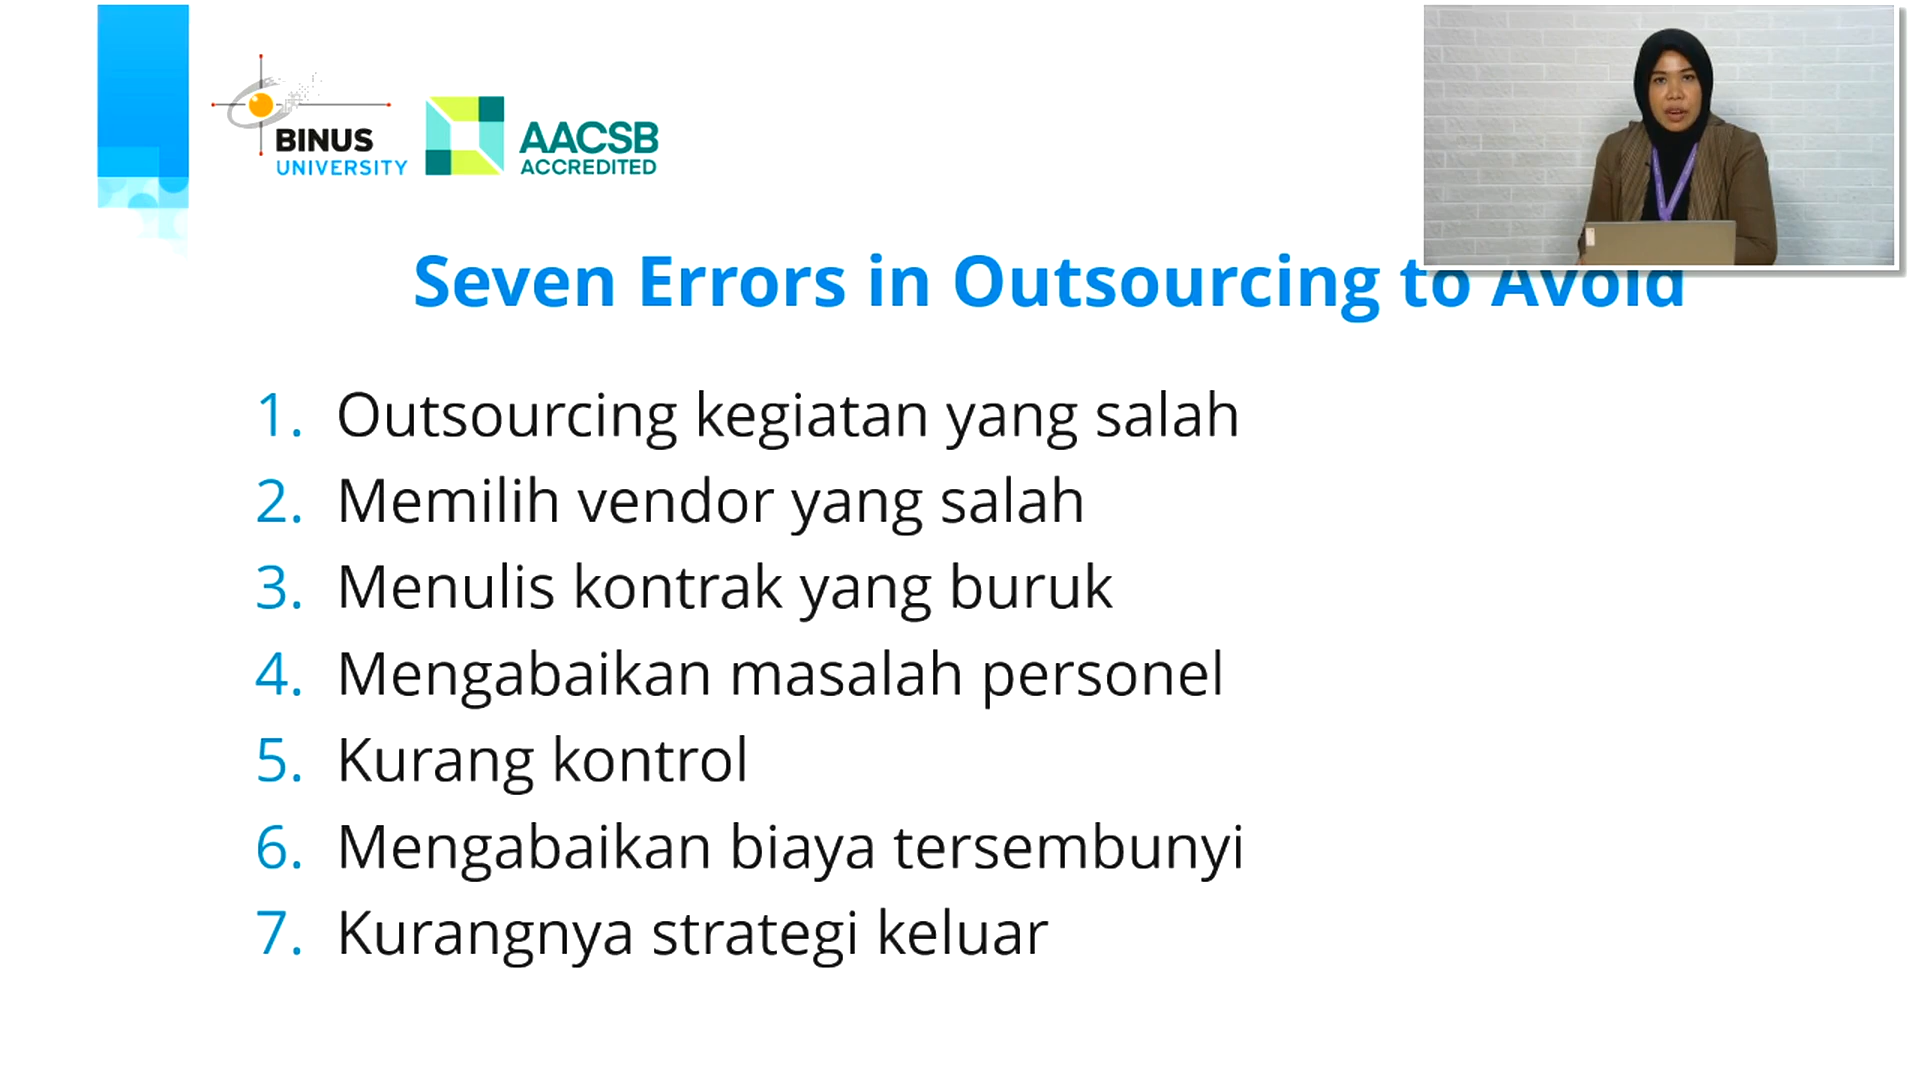 BINUS
UNIVERSITY
AACSB
ACCREDITED
Seven Errors in Outsourcing to Avoid
1. Outsourcing kegiatan yang salah
2. Memilih vendor yang salah
3. Menulis kontrak yang buruk
4. Mengabaikan masalah personel
5. Kurang kontrol
6. Mengabaikan biaya tersembunyi
7. Kurangnya strategi keluar